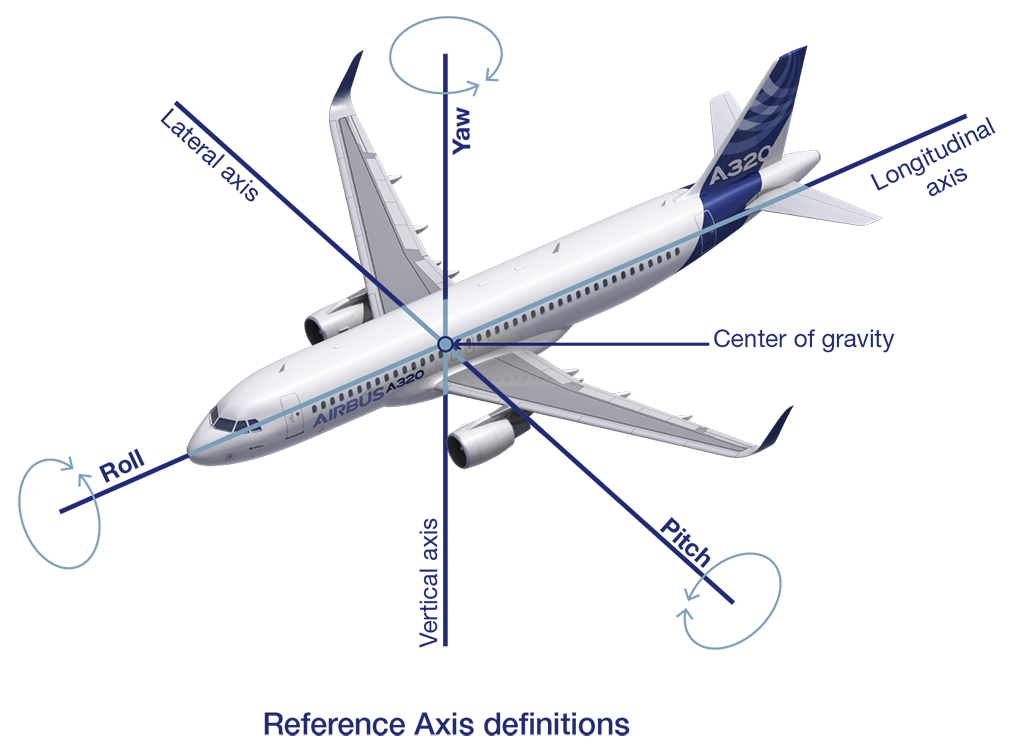 Yaw
Lateral axis
A320
Longitudinal
axis
Center of gravity
AIRBUS A320
Roll
Pitch
Vertical axis
Reference Axis definitions